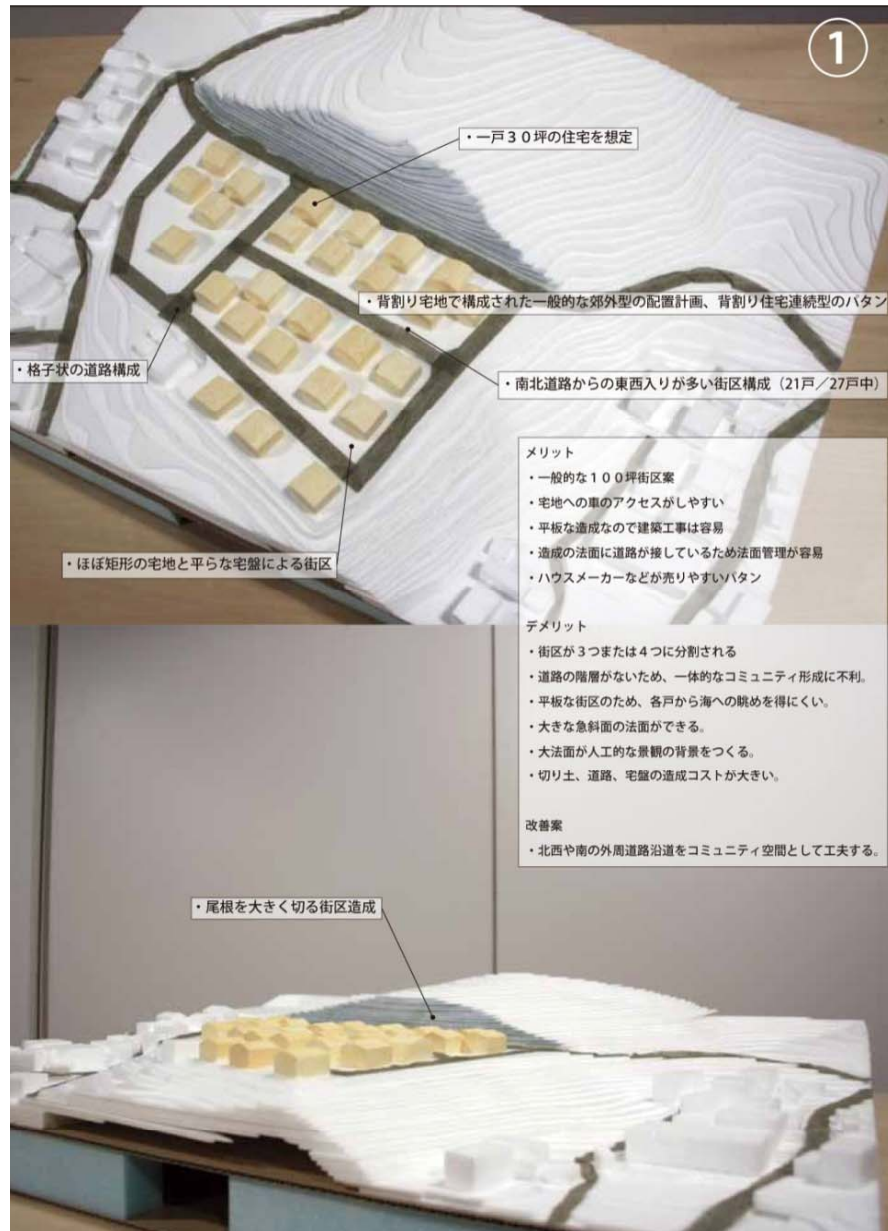 ①
・一戸３０坪の住宅を想定
・背割り宅地で構成された一般的な郊外型の配置計画、背割り住宅連続型のパタン
・格子状の道路構成
・南北道路からの東西入りが多い街区構成（21戸／27戸中）
・ほぼ矩形の宅地と平らな宅盤による街区
メリット
・一般的な１００坪街区案
・宅地への車のアクセスがしやすい
・平板な造成なので建築工事は容易
・造成の法面に道路が接しているため法面管理が容易
・ハウスメーカーなどが売りやすいパタン
デメリット
・街区が３つまたは４つに分割される
・道路の階層がないため、一体的なコミュニティ形成に不利。
・平板な街区のため、各戸から海への眺めを得にくい。
・大きな急斜面の法面ができる。
・大法面が人工的な景観の背景をつくる。
・切り土、道路、宅盤の造成コストが大きい。
改善案
・北西や南の外周道路沿道をコミュニティ空間として工夫する。
・尾根を大きく切る街区造成